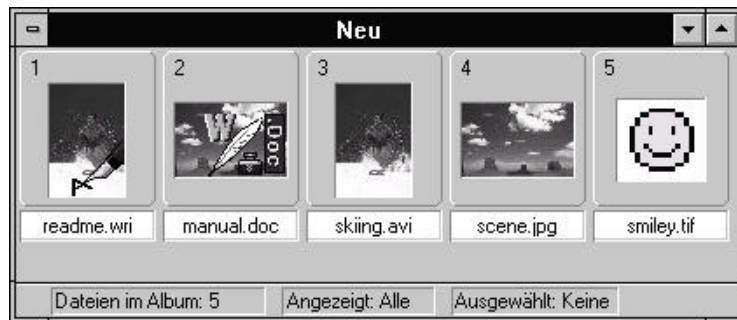 Neu
1 2 3 4 5
W .Doc
readme.wri manual.doc skiing.avi scene.jpg smiley.tif
Dateien im Album: 5 Angezeigt: Alle Ausgewählt: Keine